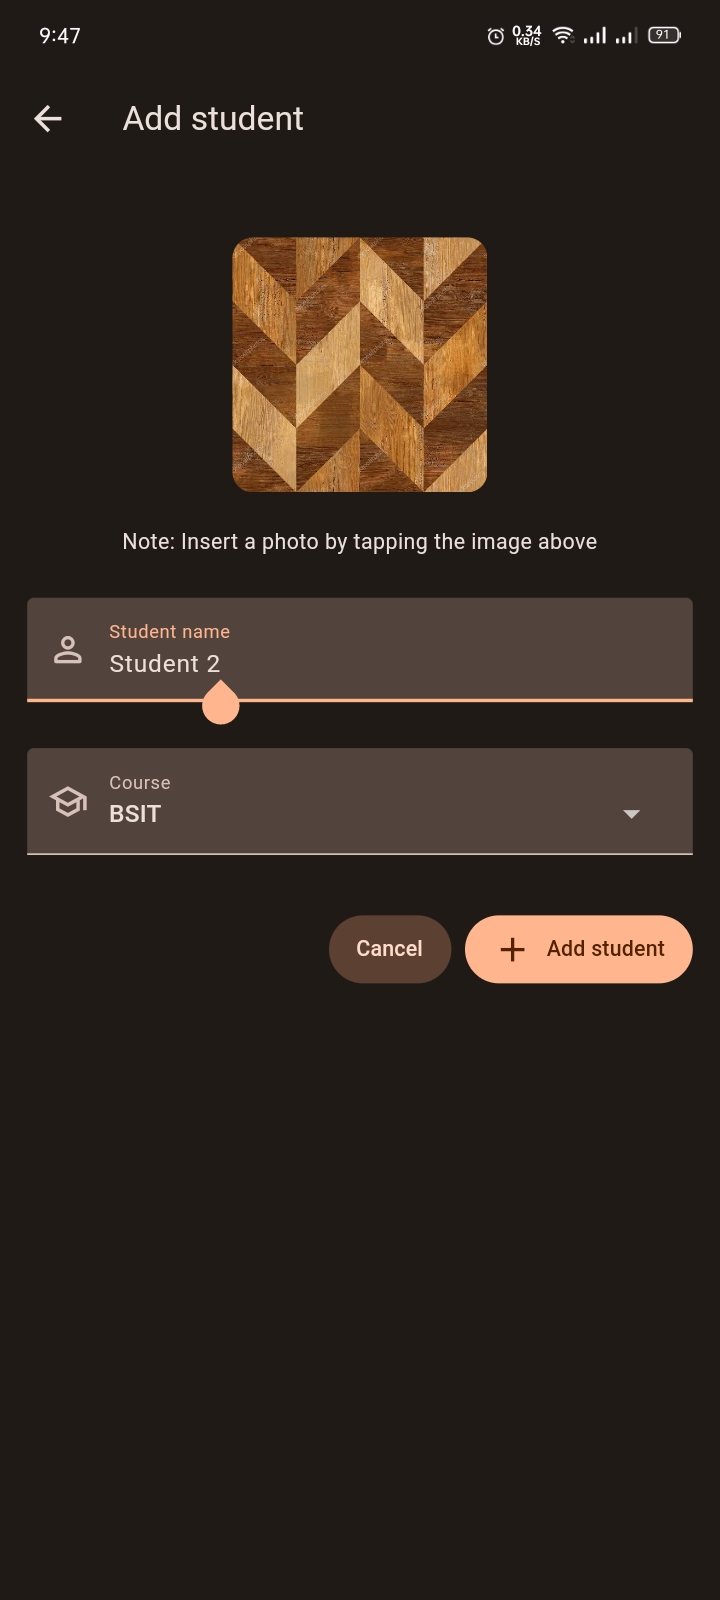 9:47
0.34
KB/S
91
Add student
Note: Insert a photo by tapping the image above
Student name
Student 2
Course
BSIT
Cancel
Add student